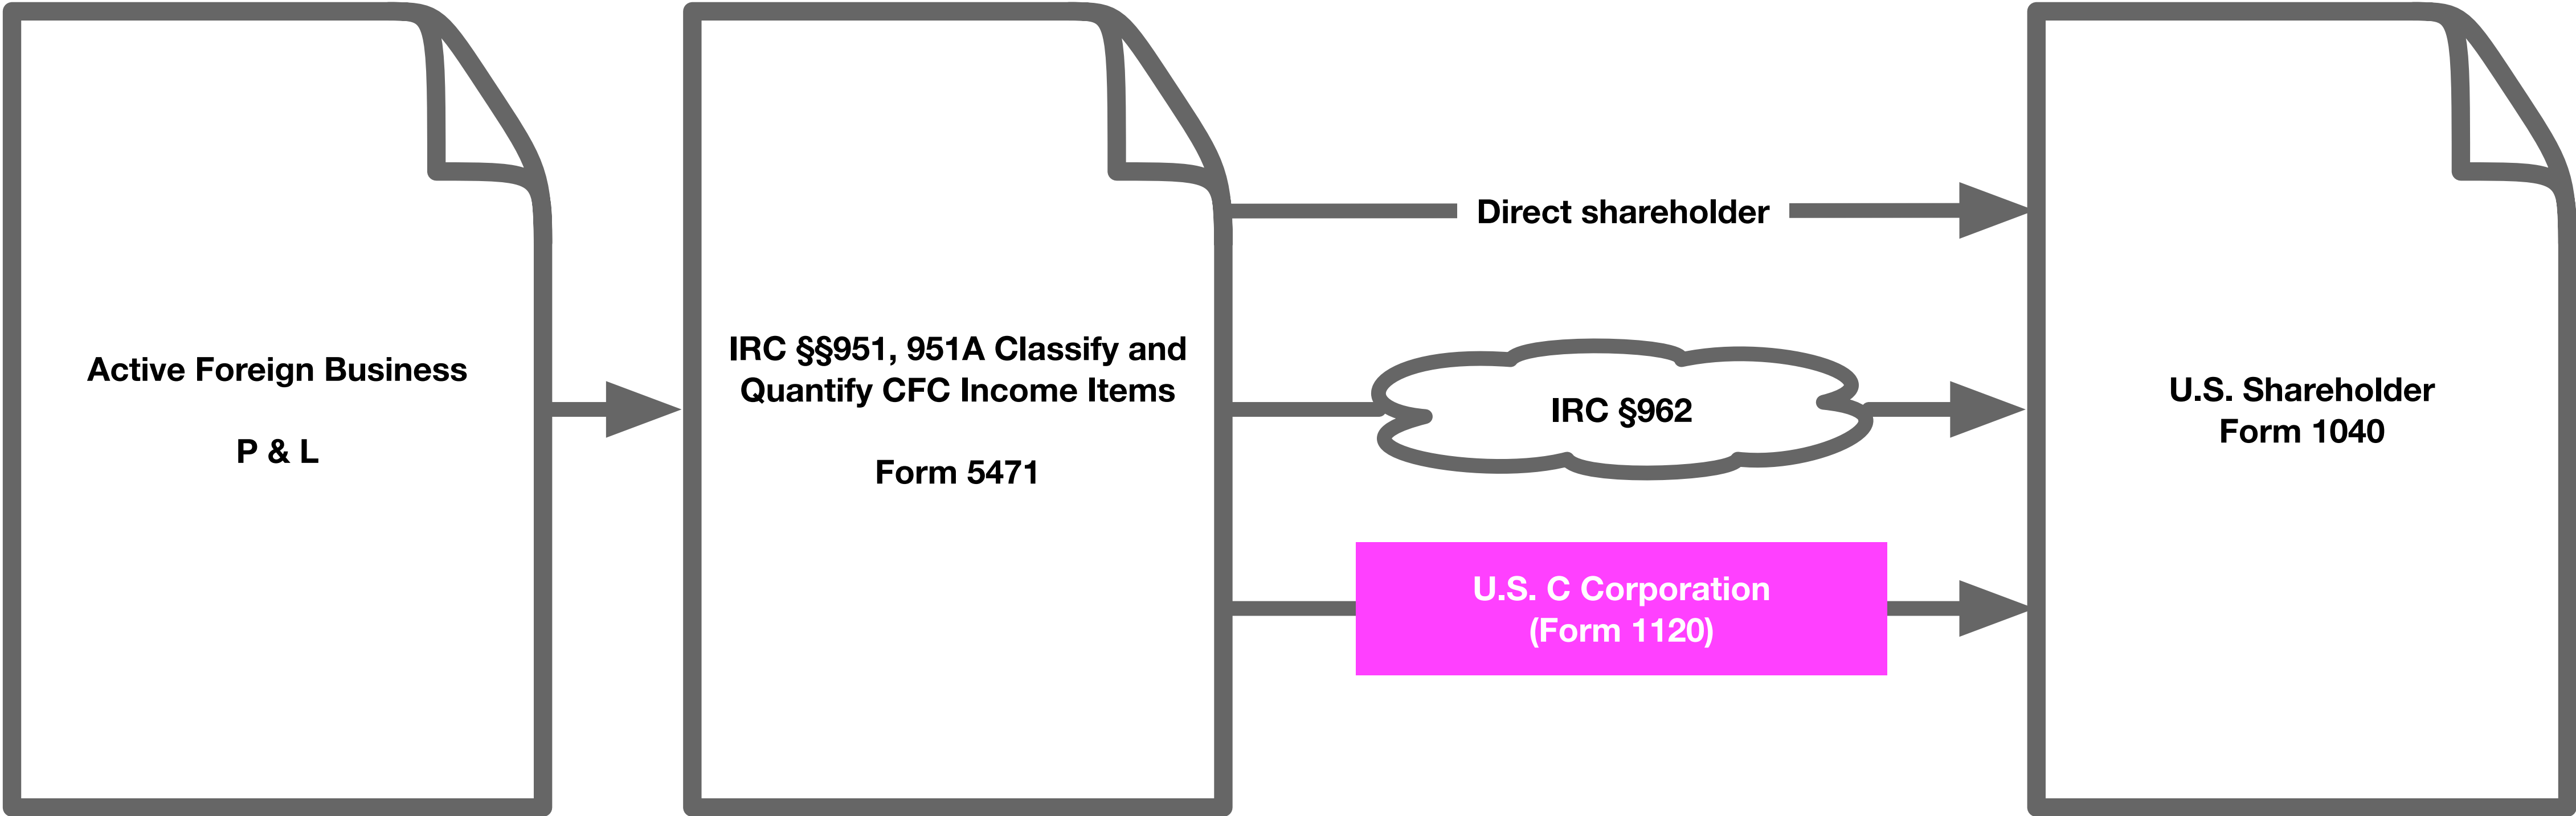 Active Foreign Business
P & L
IRC §§951, 951A Classify and
Quantify CFC Income Items
Form 5471
Direct shareholder
IRC §962
U.S. C Corporation
(Form 1120)
U.S. Shareholder
Form 1040